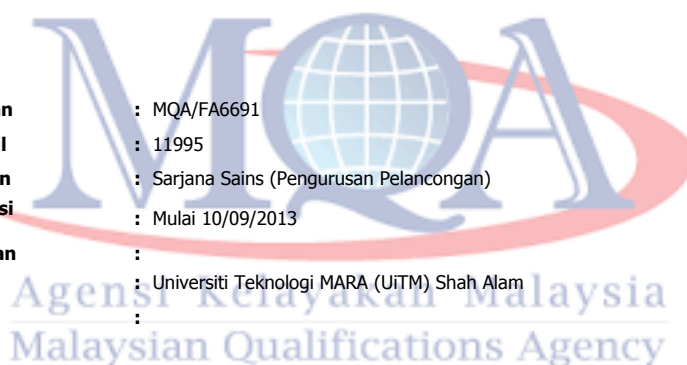 MQA
an : MQA/FA6691
l : 11995
n : Sarjana Sains (Pengurusan Pelancongan)
si : Mulai 10/09/2013
an :
: Universiti Teknologi MARA (UiTM) Shah Alam
:
Agensi Kelayakan Malaysia
Malaysian Qualifications Agency